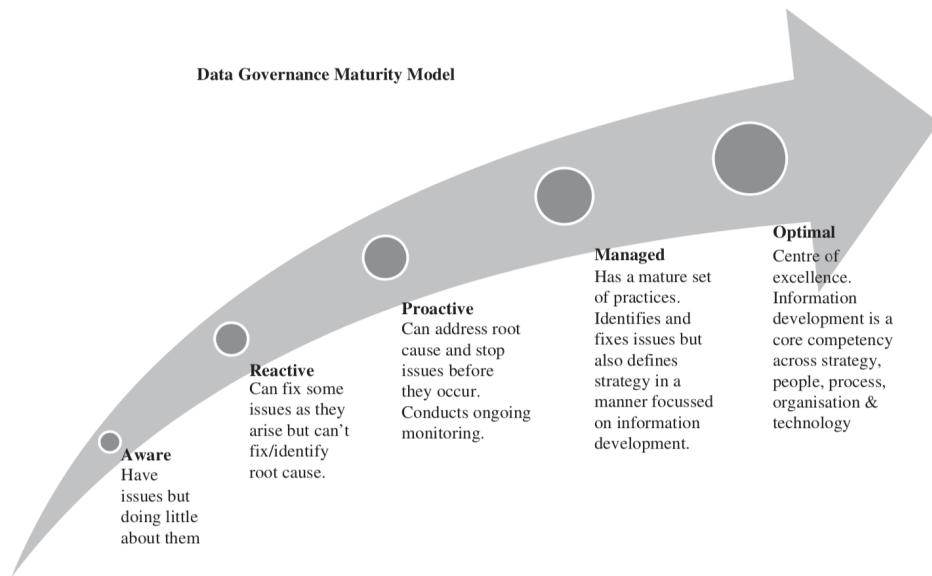 Data Governance Maturity Model
Aware
Have
issues but
doing little
about them
Reactive
Can fix some
issues as they
arise but can't
fix/identify
root cause.
Proactive
Can address root
cause and stop
issues before
they occur.
Conducts ongoing
monitoring.
Managed
Has a mature set
of practices.
Identifies and
fixes issues but
also defines
strategy in a
manner focussed
on information
development.
Optimal
Centre of
excellence.
Information
development is a
core competency
across strategy,
people, process,
organisation &
technology